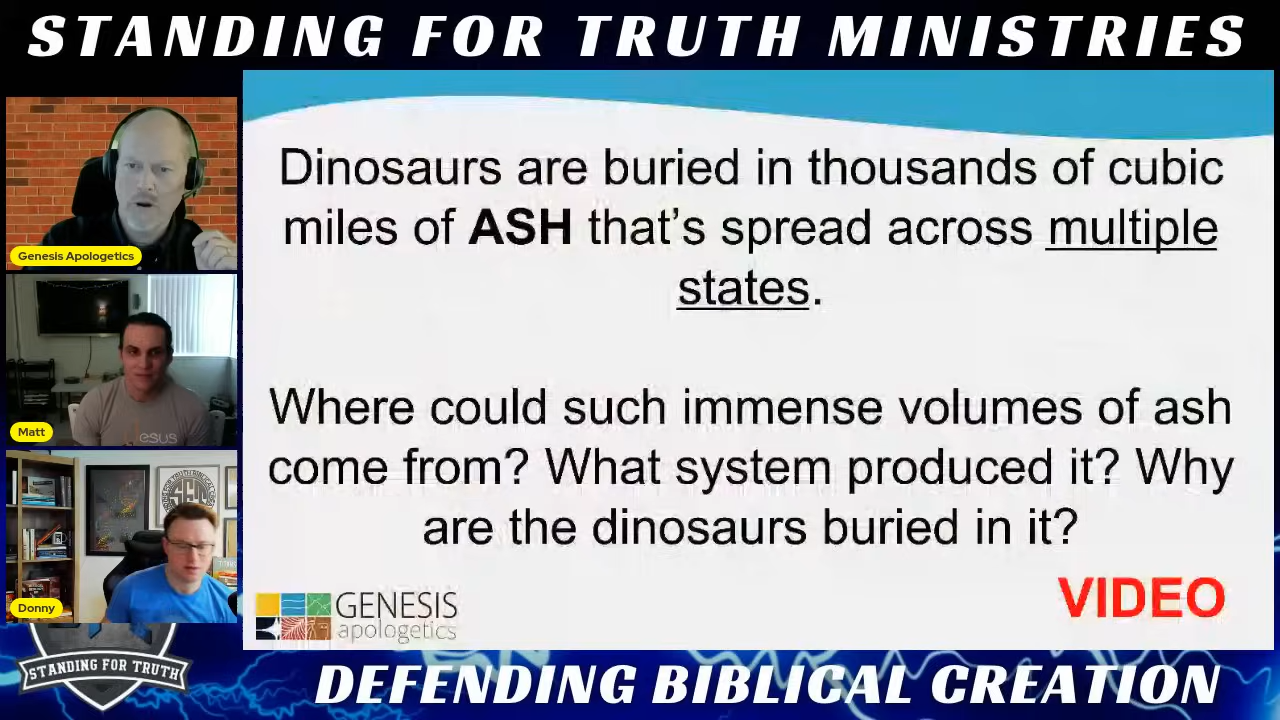 STANDING FOR TRUTH MINISTRIES
Genesis Apologetics
Matt
esus
Donny
Dinosaurs are buried in thousands of cubic
miles of ASH that's spread across multiple
states.
Where could such immense volumes of ash
come from? What system produced it? Why
are the dinosaurs buried in it?
VIDEO
GENESIS
apologetics
STANDING FOR TRUTH
DEFENDING BIBLICAL CREATION